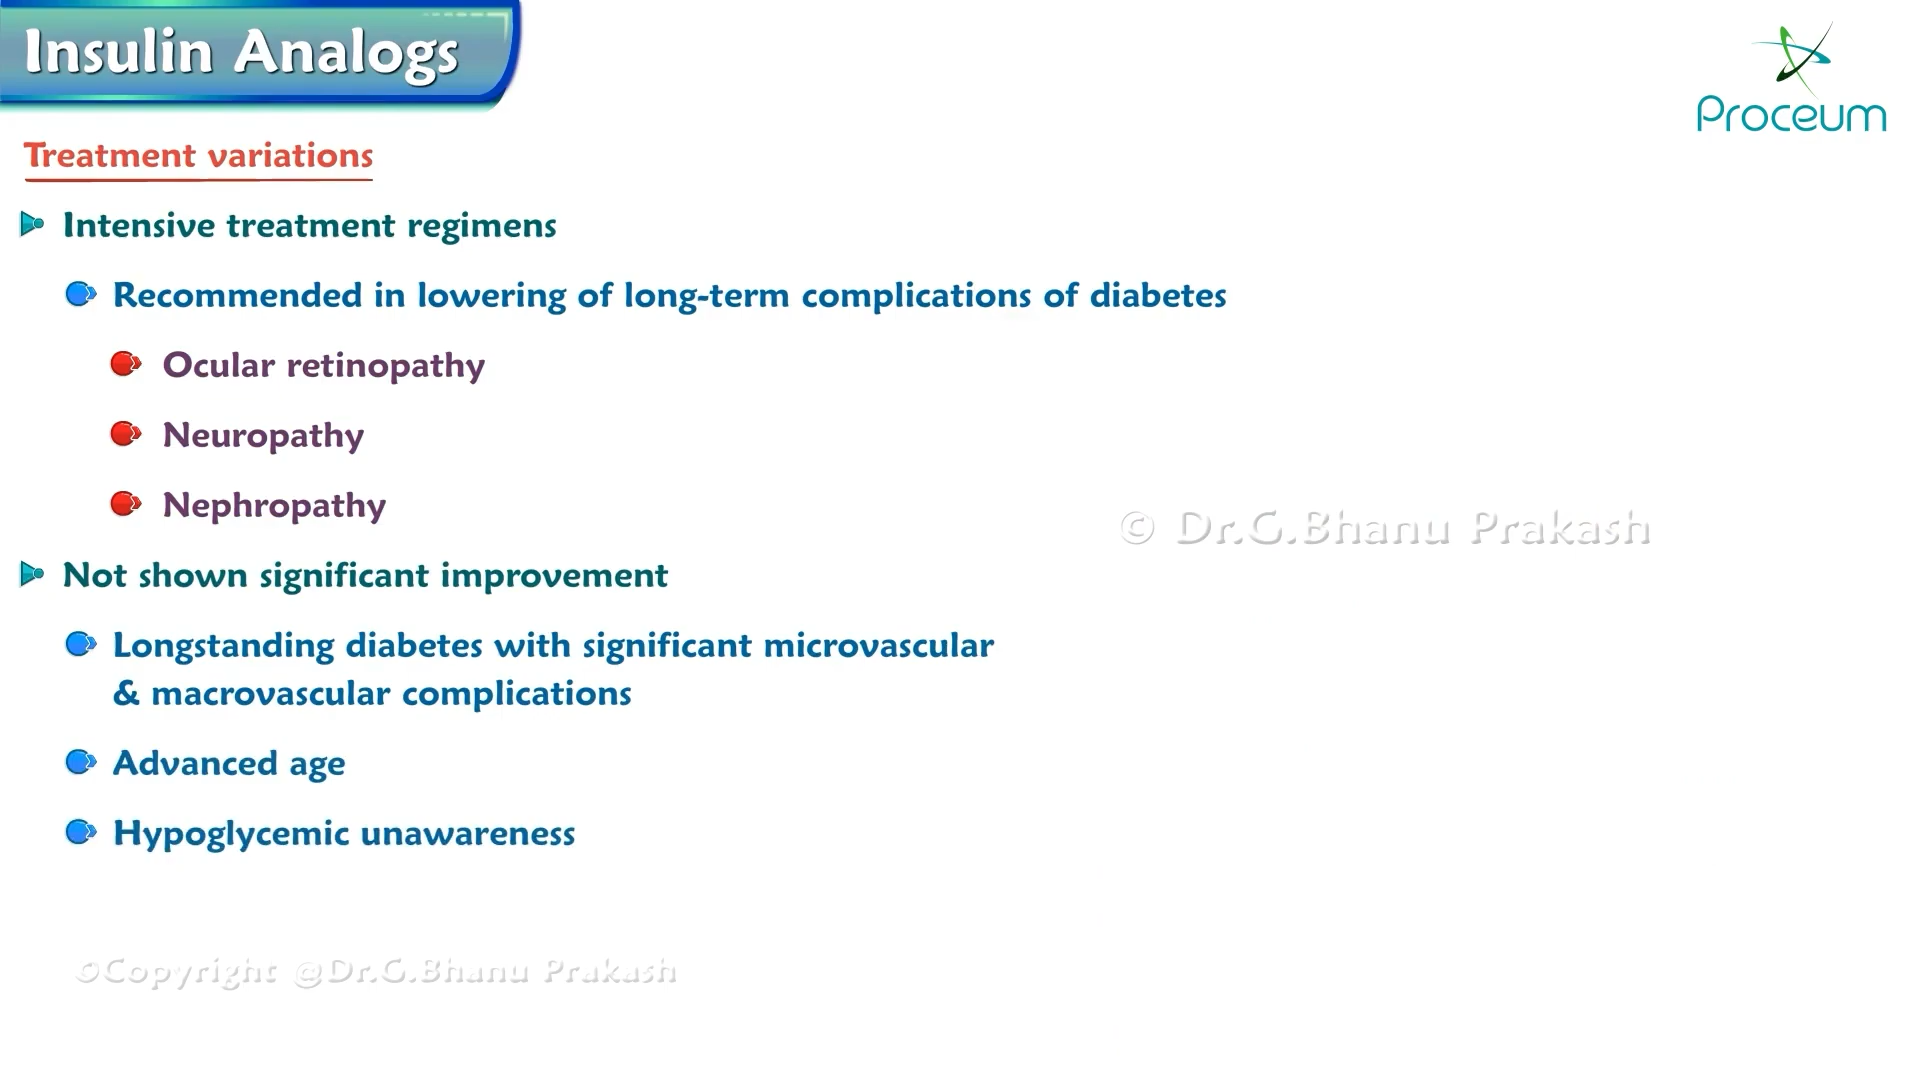 Insulin Analogs
Proceum
Treatment variations
Intensive treatment regimens
Recommended in lowering of long-term complications of diabetes
Ocular retinopathy
Neuropathy
Nephropathy
© Dr.G.Bhanu Prakash
Not shown significant improvement
Longstanding diabetes with significant microvascular
& macrovascular complications
Advanced age
Hypoglycemic unawareness
©Copyright @Dr.G.Bhanu Prakash